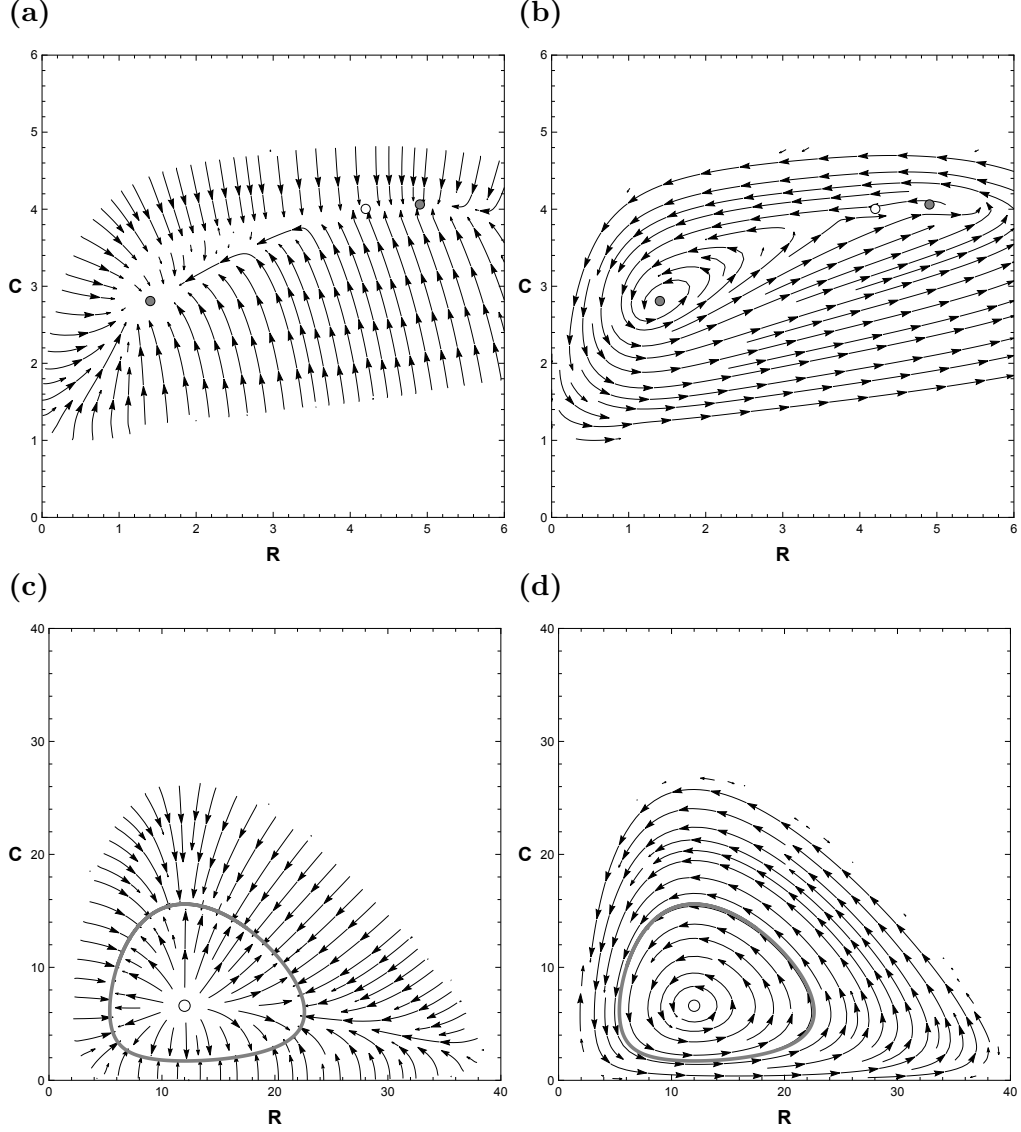 (a) (b)
6 6
5 5
4 4
C 3 C 3
2 2
1 1
0 0
0 1 2 3 4 5 6 0 1 2 3 4 5 6
R R
(c) (d)
40 40
30 30
C 20 C 20
10 10
0 0
0 10 20 30 40 0 10 20 30 40
R R